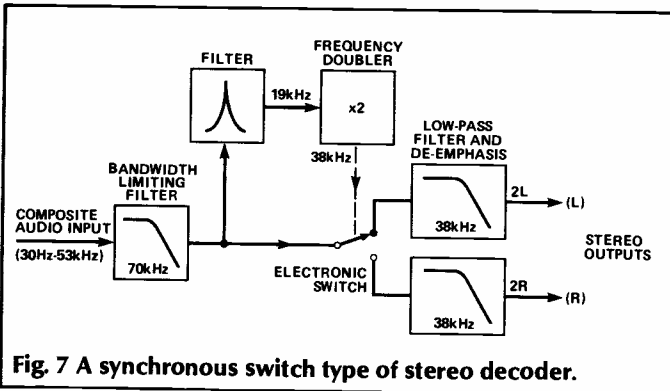 FILTER
FREQUENCY
DOUBLER
19kHz
x2
38kHz
LOW-PASS
FILTER AND
DE-EMPHASIS
BANDWIDTH
LIMITING
FILTER
COMPOSITE
AUDIO INPUT
(30Hz-53kHz)
70kHz
38kHz
2L
(L)
STEREO
OUTPUTS
ELECTRONIC
SWITCH
38kHz
2R
(R)
Fig. 7 A synchronous switch type of stereo decoder.